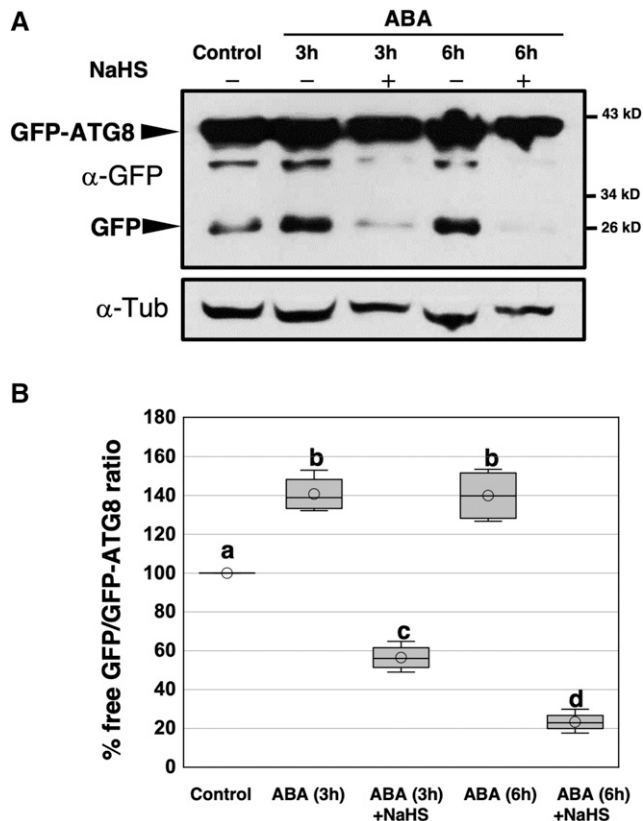 A
ABA
Control 3h 3h 6h 6h
NaHS − − + − +
43 kD
GFP-ATG8
α-GFP
34 kD
GFP
26 kD
α-Tub
B
180
160
140
120
100
80
60
40
20
0
% free GFP/GFP-ATG8 ratio
a
b
c
b
d
Control ABA (3h) ABA (3h) ABA (6h) ABA (6h)
+NaHS +NaHS